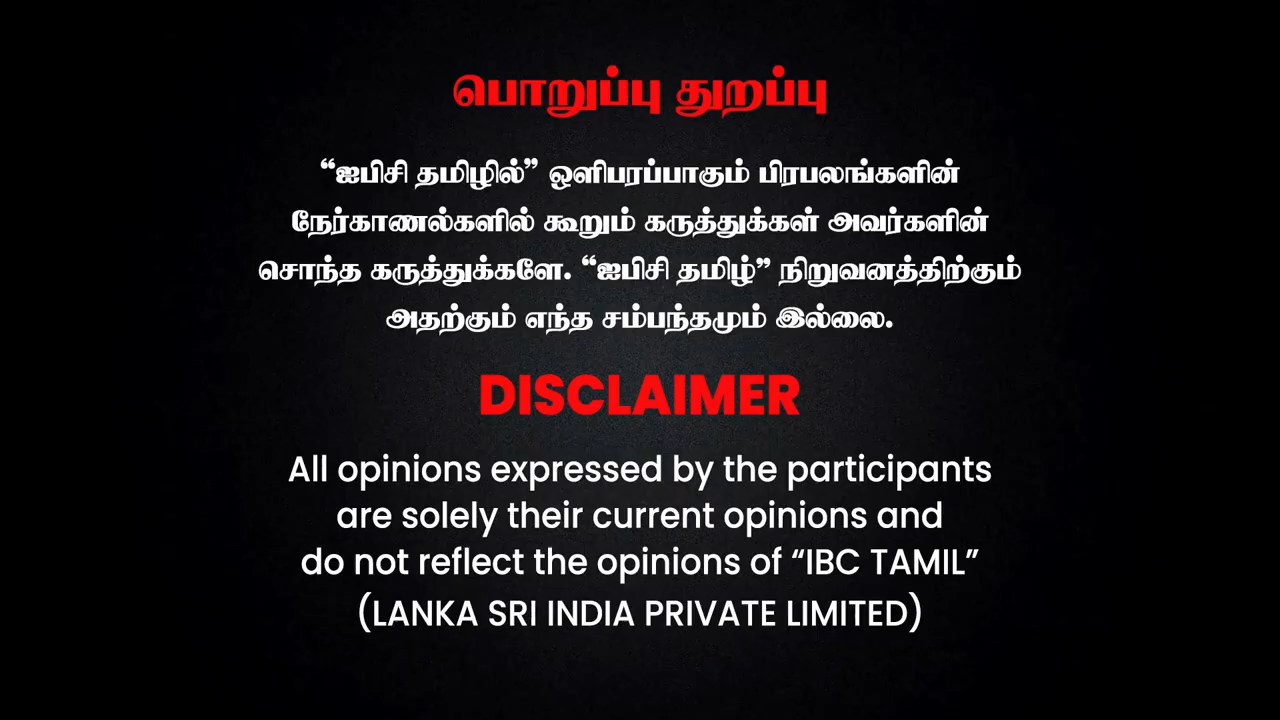 பொறுப்பு துறப்பு
“ஐபிசி தமிழில்” ஒளிபரப்பாகும் பிரபலங்களின்
நேர்காணல்களில் கூறும் கருத்துக்கள் அவர்களின்
சொந்த கருத்துக்களே. “ஐபிசி தமிழ்” நிறுவனத்திற்கும்
அதற்கும் எந்த சம்பந்தமும் இல்லை.
DISCLAIMER
All opinions expressed by the participants
are solely their current opinions and
do not reflect the opinions of “IBC TAMIL”
(LANKA SRI INDIA PRIVATE LIMITED)